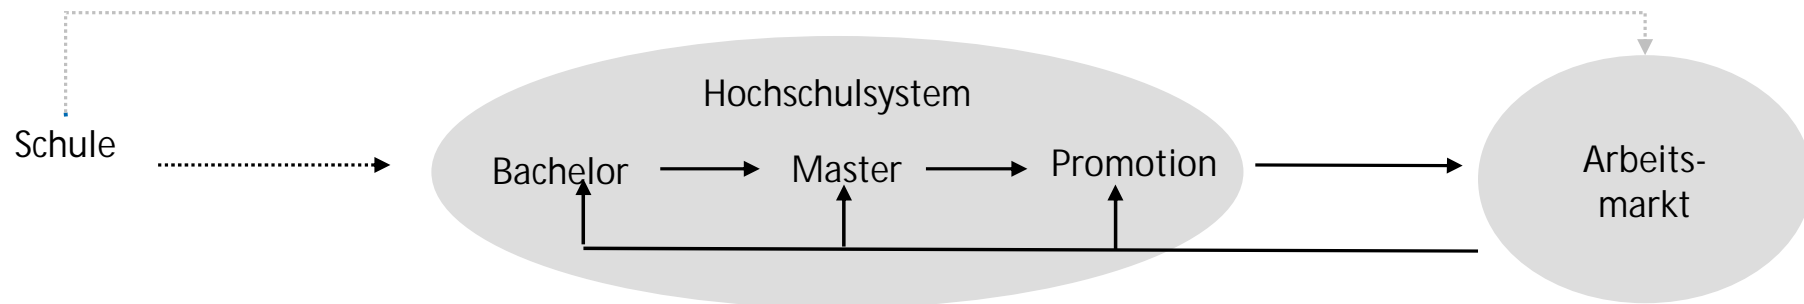 Hochschulsystem
Schule
Bachelor
Master
Promotion
Arbeits-
markt